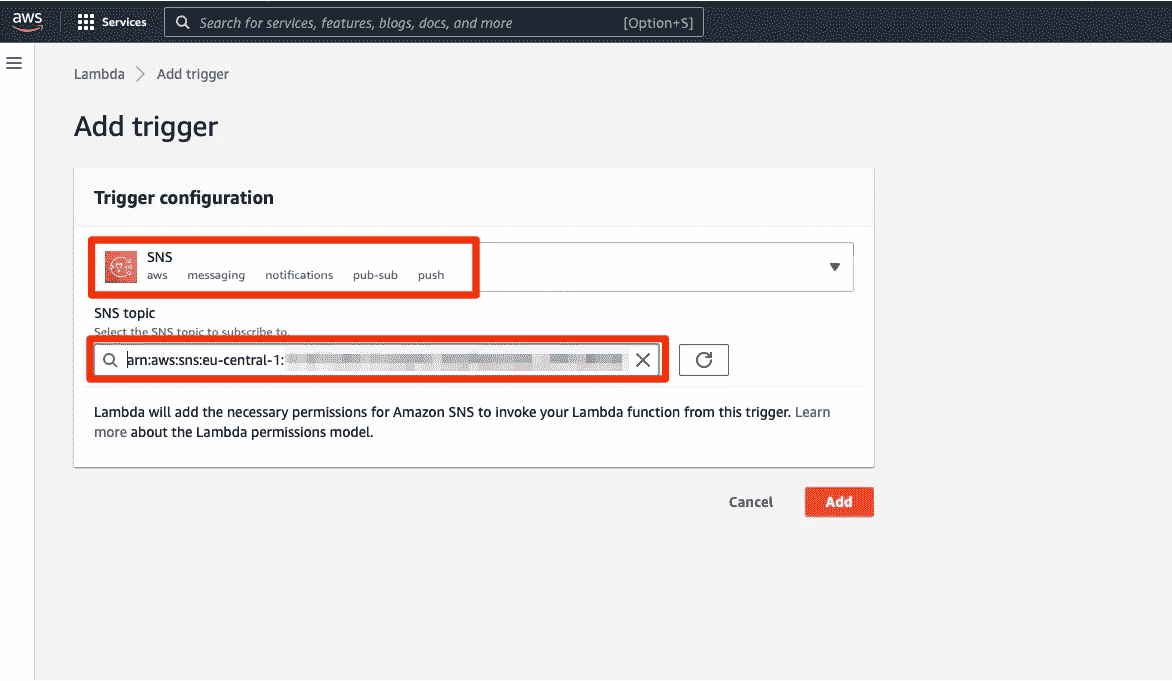 aws Services Search for services, features, blogs, docs, and more [Option+S]
Lambda Add trigger
Add trigger
Trigger configuration
SNS
aws messaging notifications pub-sub push
SNS topic
Select the SNS topic to subscribe to.
arn:aws:sns:eu-central-1:
Lambda will add the necessary permissions for Amazon SNS to invoke your Lambda function from this trigger. Learn
more about the Lambda permissions model.
Cancel Add